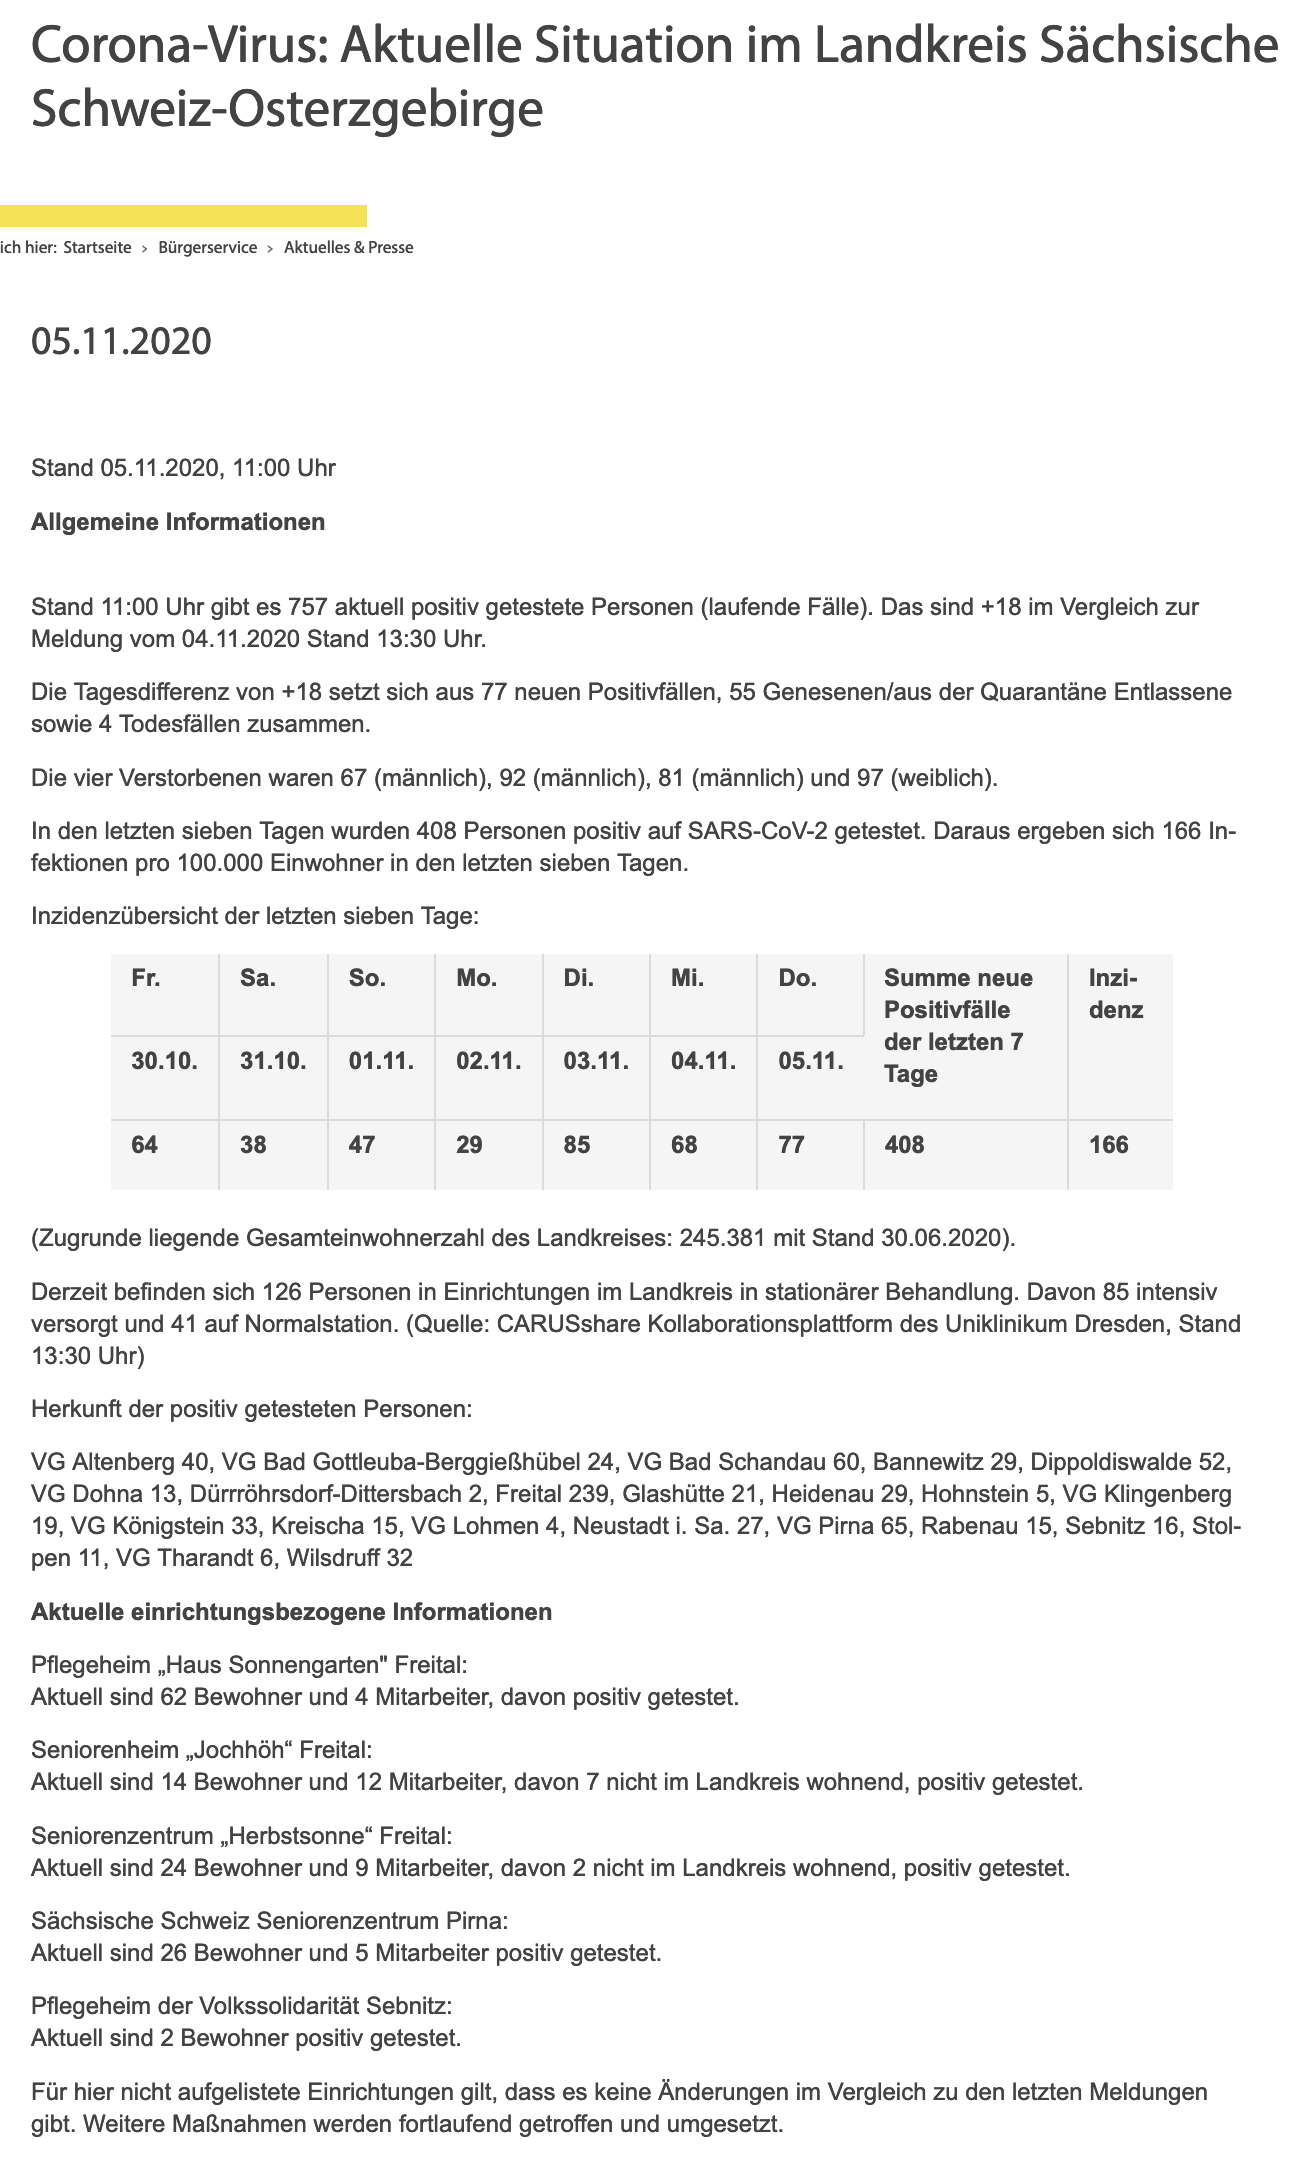 Corona-Virus: Aktuelle Situation im Landkreis Sächsische
Schweiz-Osterzgebirge
ich hier: Startseite › Bürgerservice › Aktuelles & Presse
05.11.2020
Stand 05.11.2020, 11:00 Uhr
Allgemeine Informationen
Stand 11:00 Uhr gibt es 757 aktuell positiv getestete Personen (laufende Fälle). Das sind +18 im Vergleich zur
Meldung vom 04.11.2020 Stand 13:30 Uhr.
Die Tagesdifferenz von +18 setzt sich aus 77 neuen Positivfällen, 55 Genesenen/aus der Quarantäne Entlassene
sowie 4 Todesfällen zusammen.
Die vier Verstorbenen waren 67 (männlich), 92 (männlich), 81 (männlich) und 97 (weiblich).
In den letzten sieben Tagen wurden 408 Personen positiv auf SARS-CoV-2 getestet. Daraus ergeben sich 166 In-
fektionen pro 100.000 Einwohner in den letzten sieben Tagen.
Inzidenzübersicht der letzten sieben Tage:
Fr. Sa. So. Mo. Di. Mi. Do. Summe neue Inzi-
Positivfälle denz
der letzten 7
30.10. 31.10. 01.11. 02.11. 03.11. 04.11. 05.11. Tage
64 38 47 29 85 68 77 408 166
(Zugrunde liegende Gesamteinwohnerzahl des Landkreises: 245.381 mit Stand 30.06.2020).
Derzeit befinden sich 126 Personen in Einrichtungen im Landkreis in stationärer Behandlung. Davon 85 intensiv
versorgt und 41 auf Normalstation. (Quelle: CARUSshare Kollaborationsplattform des Uniklinikum Dresden, Stand
13:30 Uhr)
Herkunft der positiv getesteten Personen:
VG Altenberg 40, VG Bad Gottleuba-Berggießhübel 24, VG Bad Schandau 60, Bannewitz 29, Dippoldiswalde 52,
VG Dohna 13, Dürrröhrsdorf-Dittersbach 2, Freital 239, Glashütte 21, Heidenau 29, Hohnstein 5, VG Klingenberg
19, VG Königstein 33, Kreischa 15, VG Lohmen 4, Neustadt i. Sa. 27, VG Pirna 65, Rabenau 15, Sebnitz 16, Stol-
pen 11, VG Tharandt 6, Wilsdruff 32
Aktuelle einrichtungsbezogene Informationen
Pflegeheim „Haus Sonnengarten" Freital:
Aktuell sind 62 Bewohner und 4 Mitarbeiter, davon positiv getestet.
Seniorenheim „Jochhöh“ Freital:
Aktuell sind 14 Bewohner und 12 Mitarbeiter, davon 7 nicht im Landkreis wohnend, positiv getestet.
Seniorenzentrum „Herbstsonne“ Freital:
Aktuell sind 24 Bewohner und 9 Mitarbeiter, davon 2 nicht im Landkreis wohnend, positiv getestet.
Sächsische Schweiz Seniorenzentrum Pirna:
Aktuell sind 26 Bewohner und 5 Mitarbeiter positiv getestet.
Pflegeheim der Volkssolidarität Sebnitz:
Aktuell sind 2 Bewohner positiv getestet.
Für hier nicht aufgelistete Einrichtungen gilt, dass es keine Änderungen im Vergleich zu den letzten Meldungen
gibt. Weitere Maßnahmen werden fortlaufend getroffen und umgesetzt.